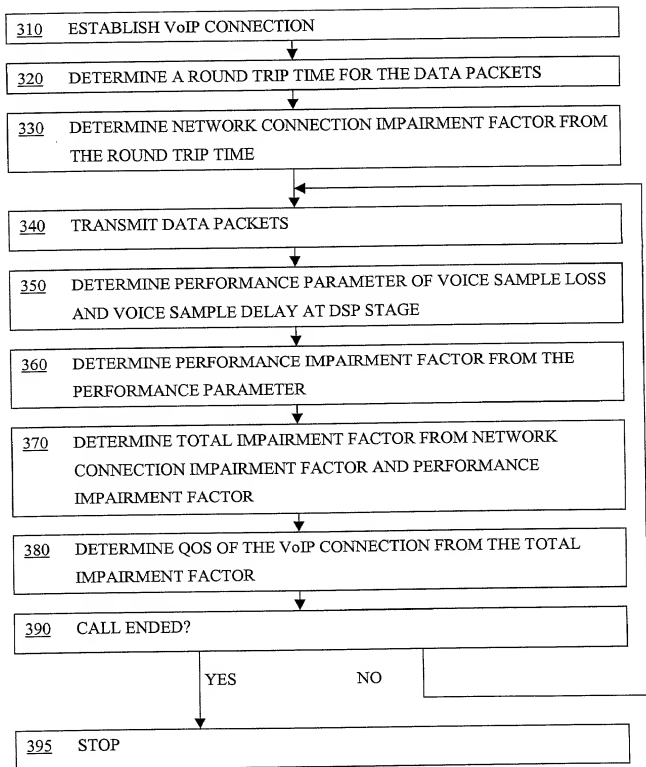 310 ESTABLISH VoIP CONNECTION
320 DETERMINE A ROUND TRIP TIME FOR THE DATA PACKETS
330 DETERMINE NETWORK CONNECTION IMPAIRMENT FACTOR FROM
THE ROUND TRIP TIME
340 TRANSMIT DATA PACKETS
350 DETERMINE PERFORMANCE PARAMETER OF VOICE SAMPLE LOSS
AND VOICE SAMPLE DELAY AT DSP STAGE
360 DETERMINE PERFORMANCE IMPAIRMENT FACTOR FROM THE
PERFORMANCE PARAMETER
370 DETERMINE TOTAL IMPAIRMENT FACTOR FROM NETWORK
CONNECTION IMPAIRMENT FACTOR AND PERFORMANCE
IMPAIRMENT FACTOR
380 DETERMINE QOS OF THE VoIP CONNECTION FROM THE TOTAL
IMPAIRMENT FACTOR
390 CALL ENDED?
YES NO
395 STOP